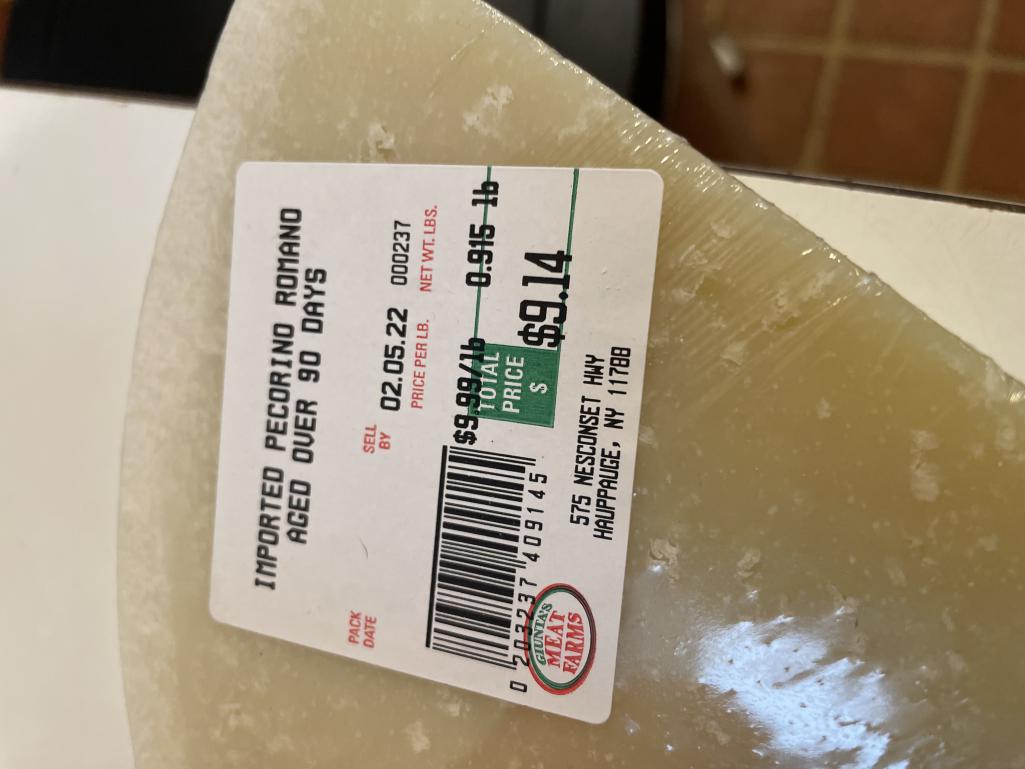 IMPORTED PECORINO ROMANO
AGED OVER 90 DAYS
PACK
DATE
SELL
BY
02.05.22 000237
PRICE PER LB. NET WT. LBS.
$9.99/lb 0.915 lb
TOTAL
PRICE
$
$9.14
0 203237 409145
GIUNTA'S
MEAT
FARMS
575 NESCONSET HWY
HAUPPAUGE, NY 11788